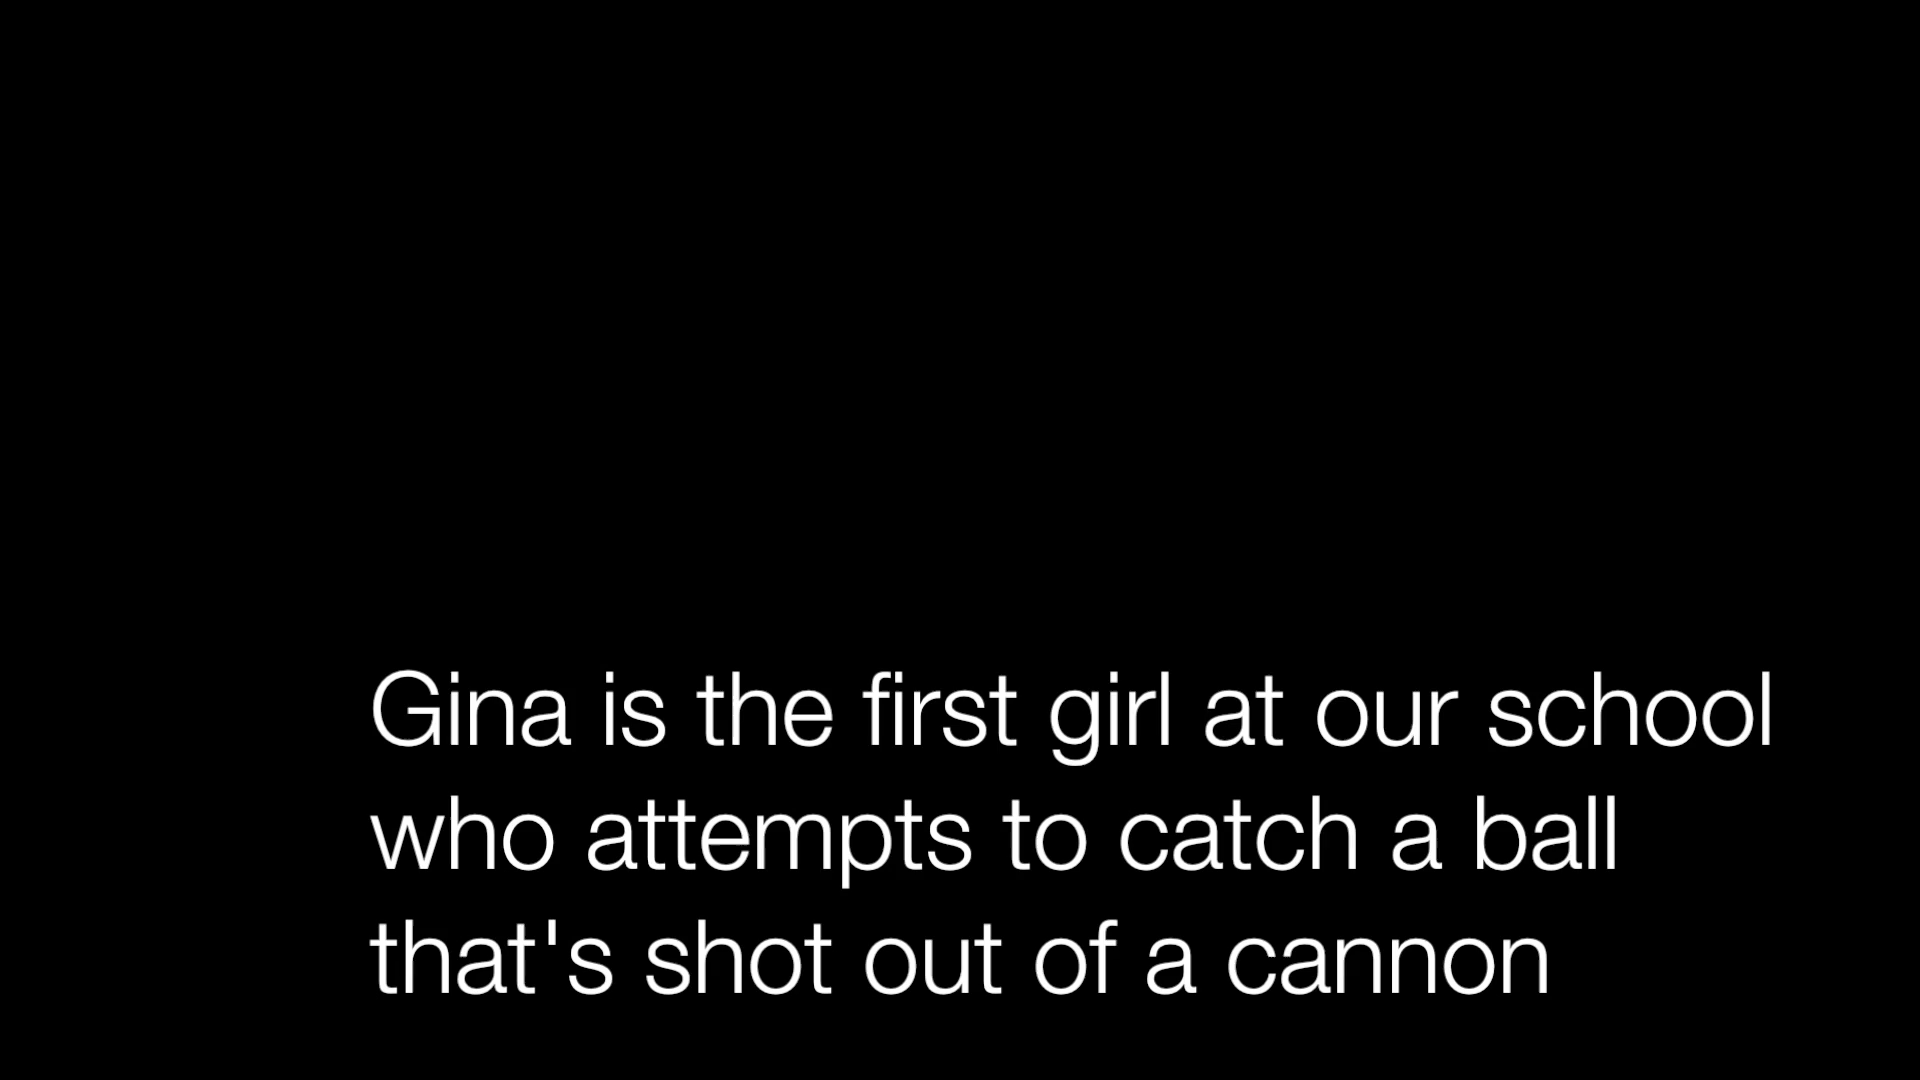 Gina is the first girl at our school
who attempts to catch a ball
that's shot out of a cannon